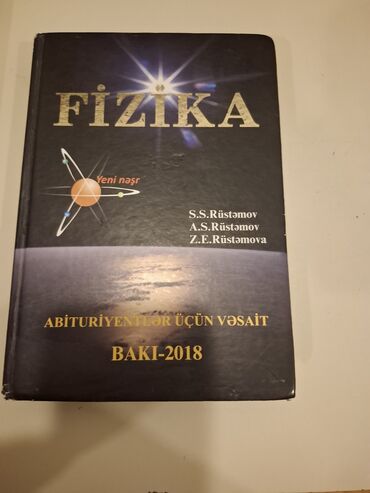 FİZİKA
Yeni nəşr
S.S.Rüstəmov
A.S.Rüstəmov
Z.E.Rüstəmova
ABİTURİYENTLƏR ÜÇÜN VƏSAİT
BAKI-2018